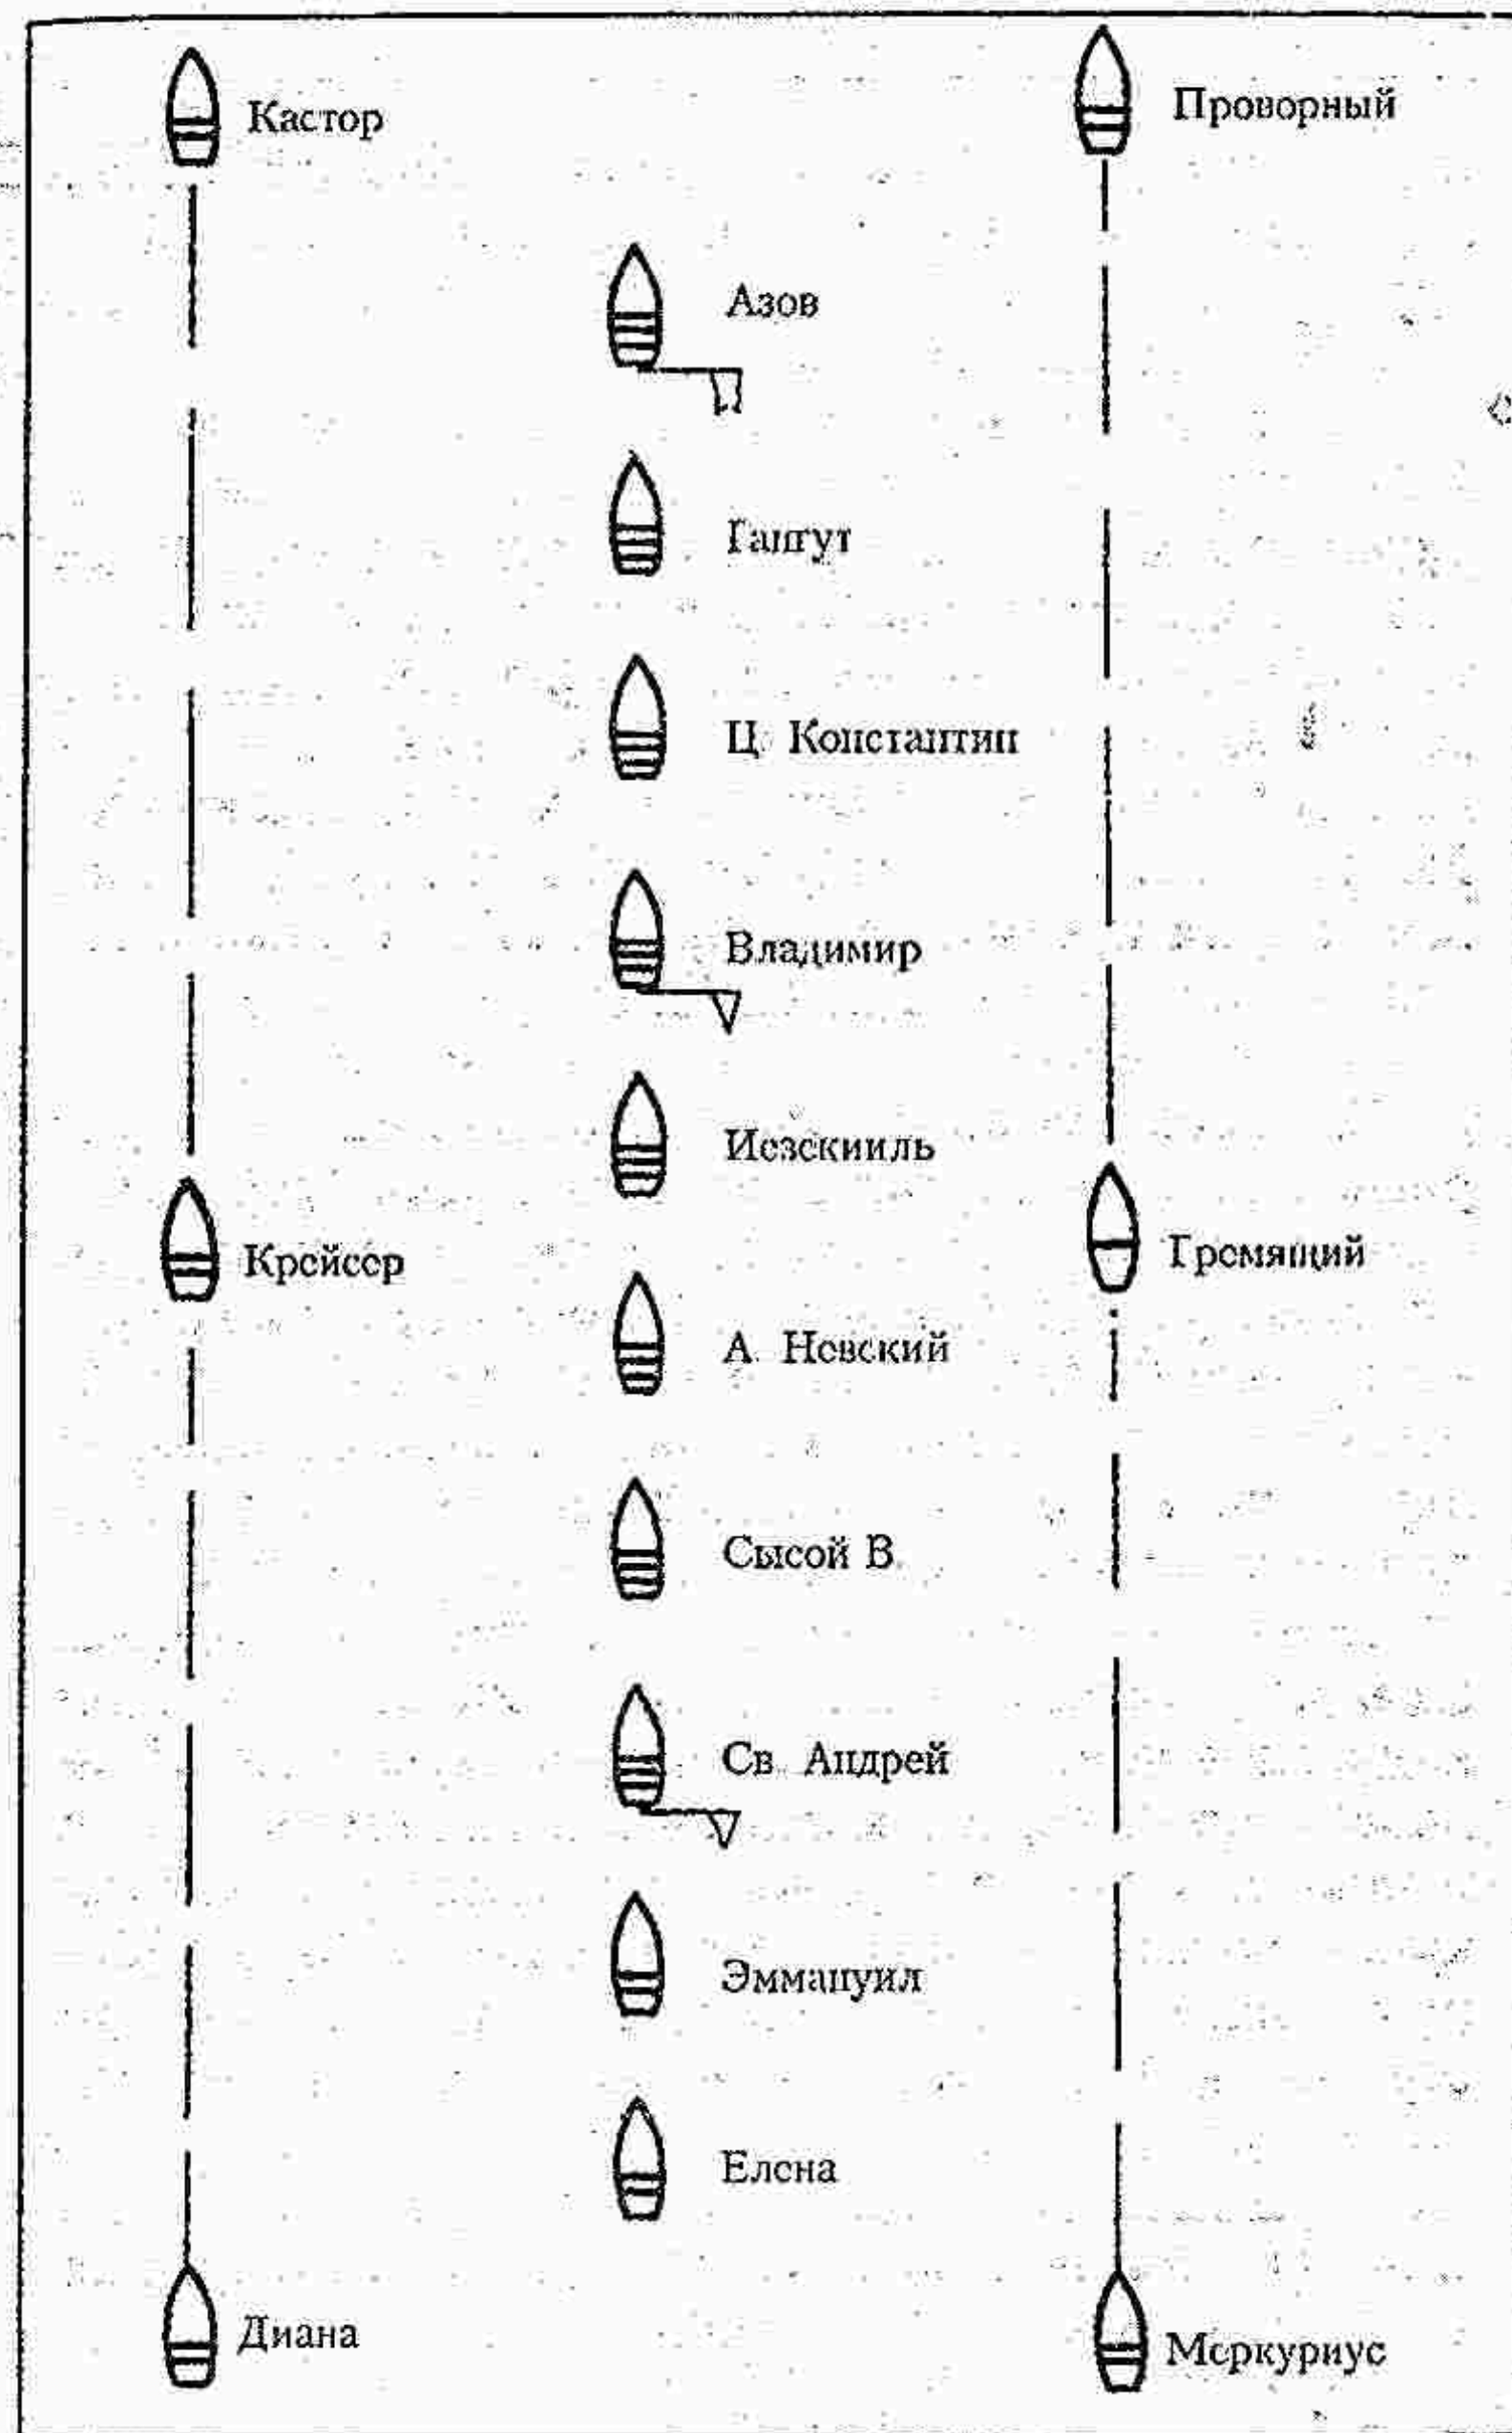 Кастор
Проворный
Азов
Гангут
Ц. Константин
Владимир
Иезекииль
Крейсер
Гремящий
А. Невский
Сысой В.
Св. Андрей
Эммануил
Елена
Диана
Меркуриус